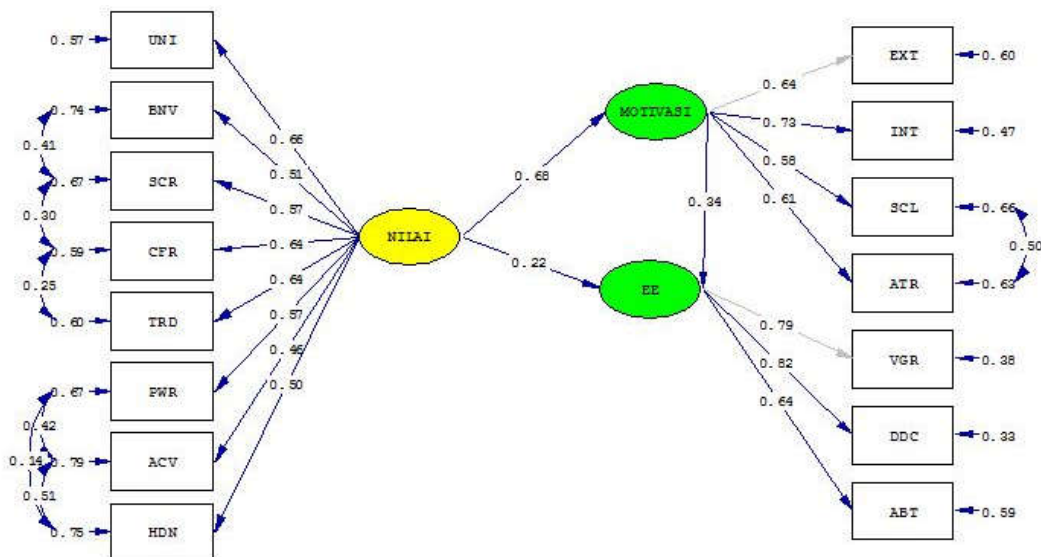 0.57
UNI
0.74
BNV
0.41
0.67
SCR
0.30
0.59
CFR
0.25
0.60
TRD
0.67
PWR
0.42
0.14
0.79
ACV
0.51
0.75
HDN
0.66
0.51
0.57
0.64
0.64
0.57
0.46
0.50
NILAI
0.68
0.22
MOTIVASI
0.34
EE
0.64
0.73
0.58
0.61
0.79
0.82
0.64
EXT
0.60
INT
0.47
SCL
0.66
0.50
ATR
0.63
VGR
0.38
DDC
0.33
ABT
0.59